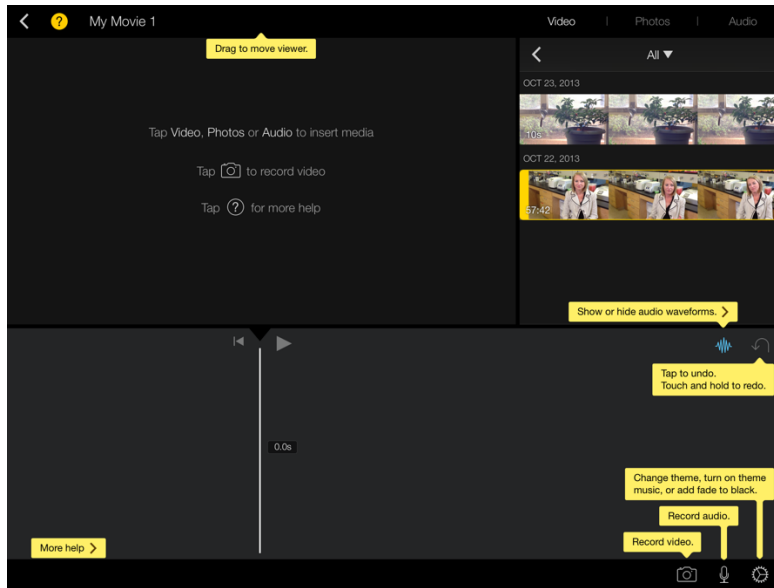 ? My Movie 1
Video | Photos | Audio
Drag to move viewer.
All ▼
OCT 23, 2013
10s
Tap Video, Photos or Audio to insert media
OCT 22, 2013
Tap to record video
57:42
Tap ? for more help
Show or hide audio waveforms. >
Tap to undo.
Touch and hold to redo.
0.0s
Change theme, turn on theme
music, or add fade to black.
Record audio.
Record video.
More help >